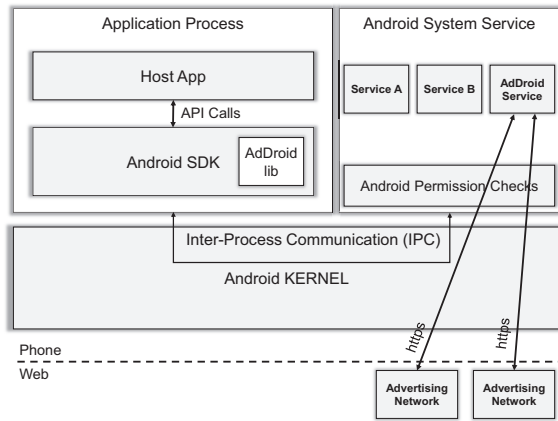 Application Process
Android System Service
Host App
API Calls
Android SDK
AdDroid
lib
Service A
Service B
AdDroid
Service
Android Permission Checks
Inter-Process Communication (IPC)
Android KERNEL
https
https
Phone
Web
Advertising
Network
Advertising
Network